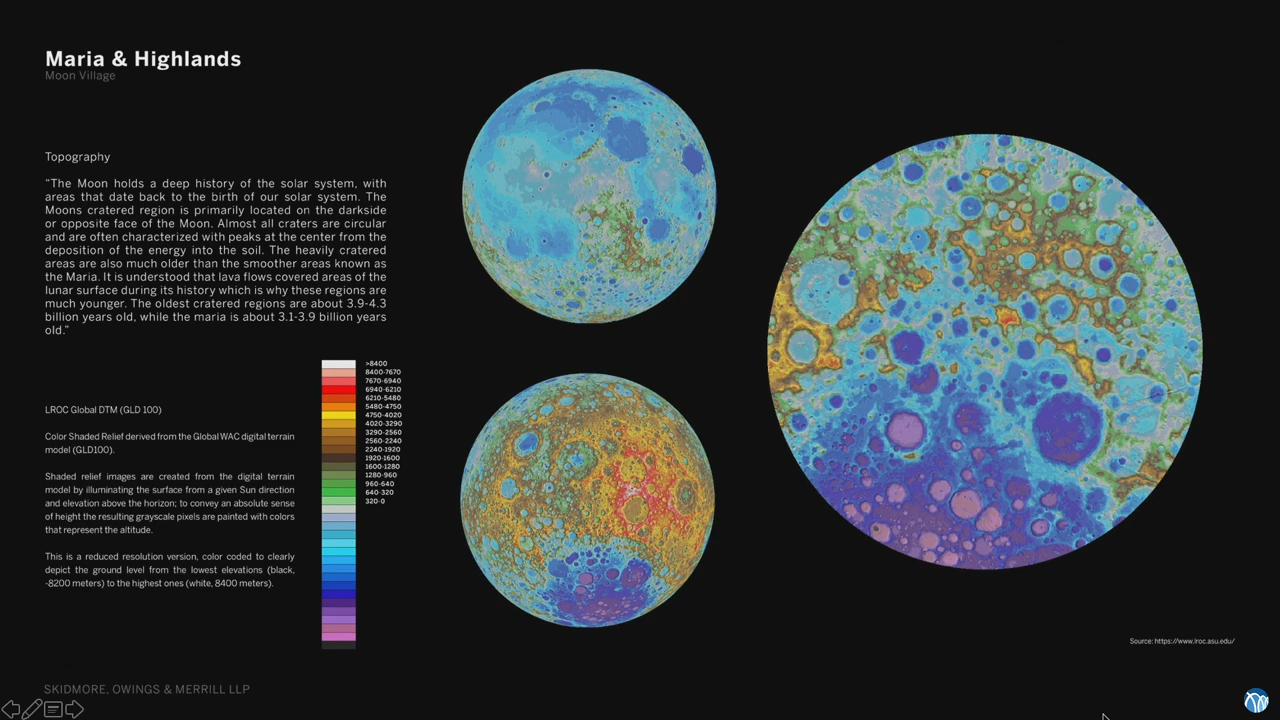 Maria & Highlands
Moon Village
Topography
“The Moon holds a deep history of the solar system, with
areas that date back to the birth of our solar system. The
Moons cratered region is primarily located on the darkside
or opposite face of the Moon. Almost all craters are circular
and are often characterized with peaks at the center from the
deposition of the energy into the soil. The heavily cratered
areas are also much older than the smoother areas known as
the Maria. It is understood that lava flows covered areas of the
lunar surface during its history which is why these regions are
much younger. The oldest cratered regions are about 3.9-4.3
billion years old, while the maria is about 3.1-3.9 billion years
old.”
LROC Global DTM (GLD 100)
Color Shaded Relief derived from the Global WAC digital terrain
model (GLD100).
Shaded relief images are created from the digital terrain
model by illuminating the surface from a given Sun direction
and elevation above the horizon; to convey an absolute sense
of height the resulting grayscale pixels are painted with colors
that represent the altitude.
This is a reduced resolution version, color coded to clearly
depict the ground level from the lowest elevations (black,
-8200 meters) to the highest ones (white, 8400 meters).
>8400
8400-7670
7670-6940
6940-6210
6210-5480
5480-4750
4750-4020
4020-3290
3290-2560
2560-2240
2240-1920
1920-1600
1600-1280
1280-960
960-640
640-320
320-0
Source: https://www.lroc.asu.edu/
SKIDMORE, OWINGS & MERRILL LLP